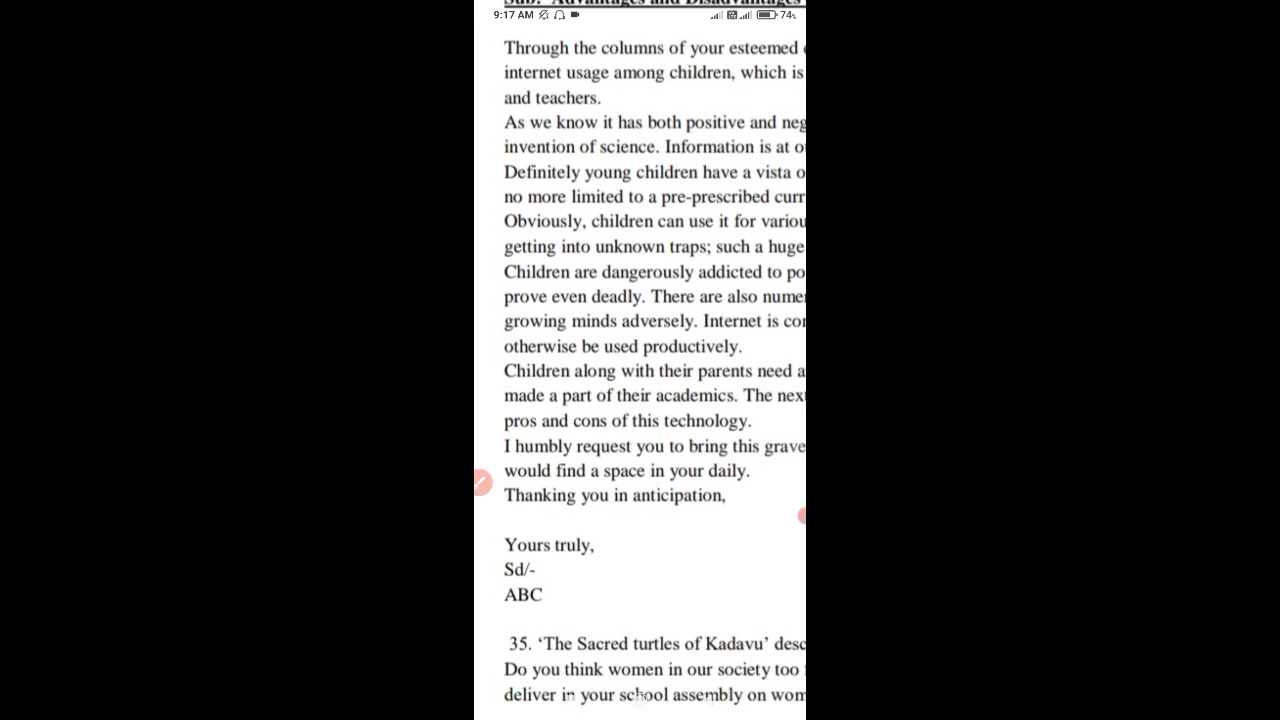 Sub: Advantages and Disadvantages
9:17 AM 74%
Through the columns of your esteemed
internet usage among children, which is
and teachers.
As we know it has both positive and neg
invention of science. Information is at o
Definitely young children have a vista o
no more limited to a pre-prescribed curr
Obviously, children can use it for variou
getting into unknown traps; such a huge
Children are dangerously addicted to po
prove even deadly. There are also nume
growing minds adversely. Internet is con
otherwise be used productively.
Children along with their parents need a
made a part of their academics. The next
pros and cons of this technology.
I humbly request you to bring this grave
would find a space in your daily.
Thanking you in anticipation,
Yours truly,
Sd/-
ABC
35. ‘The Sacred turtles of Kadavu’ desc
Do you think women in our society too
deliver in your school assembly on wom